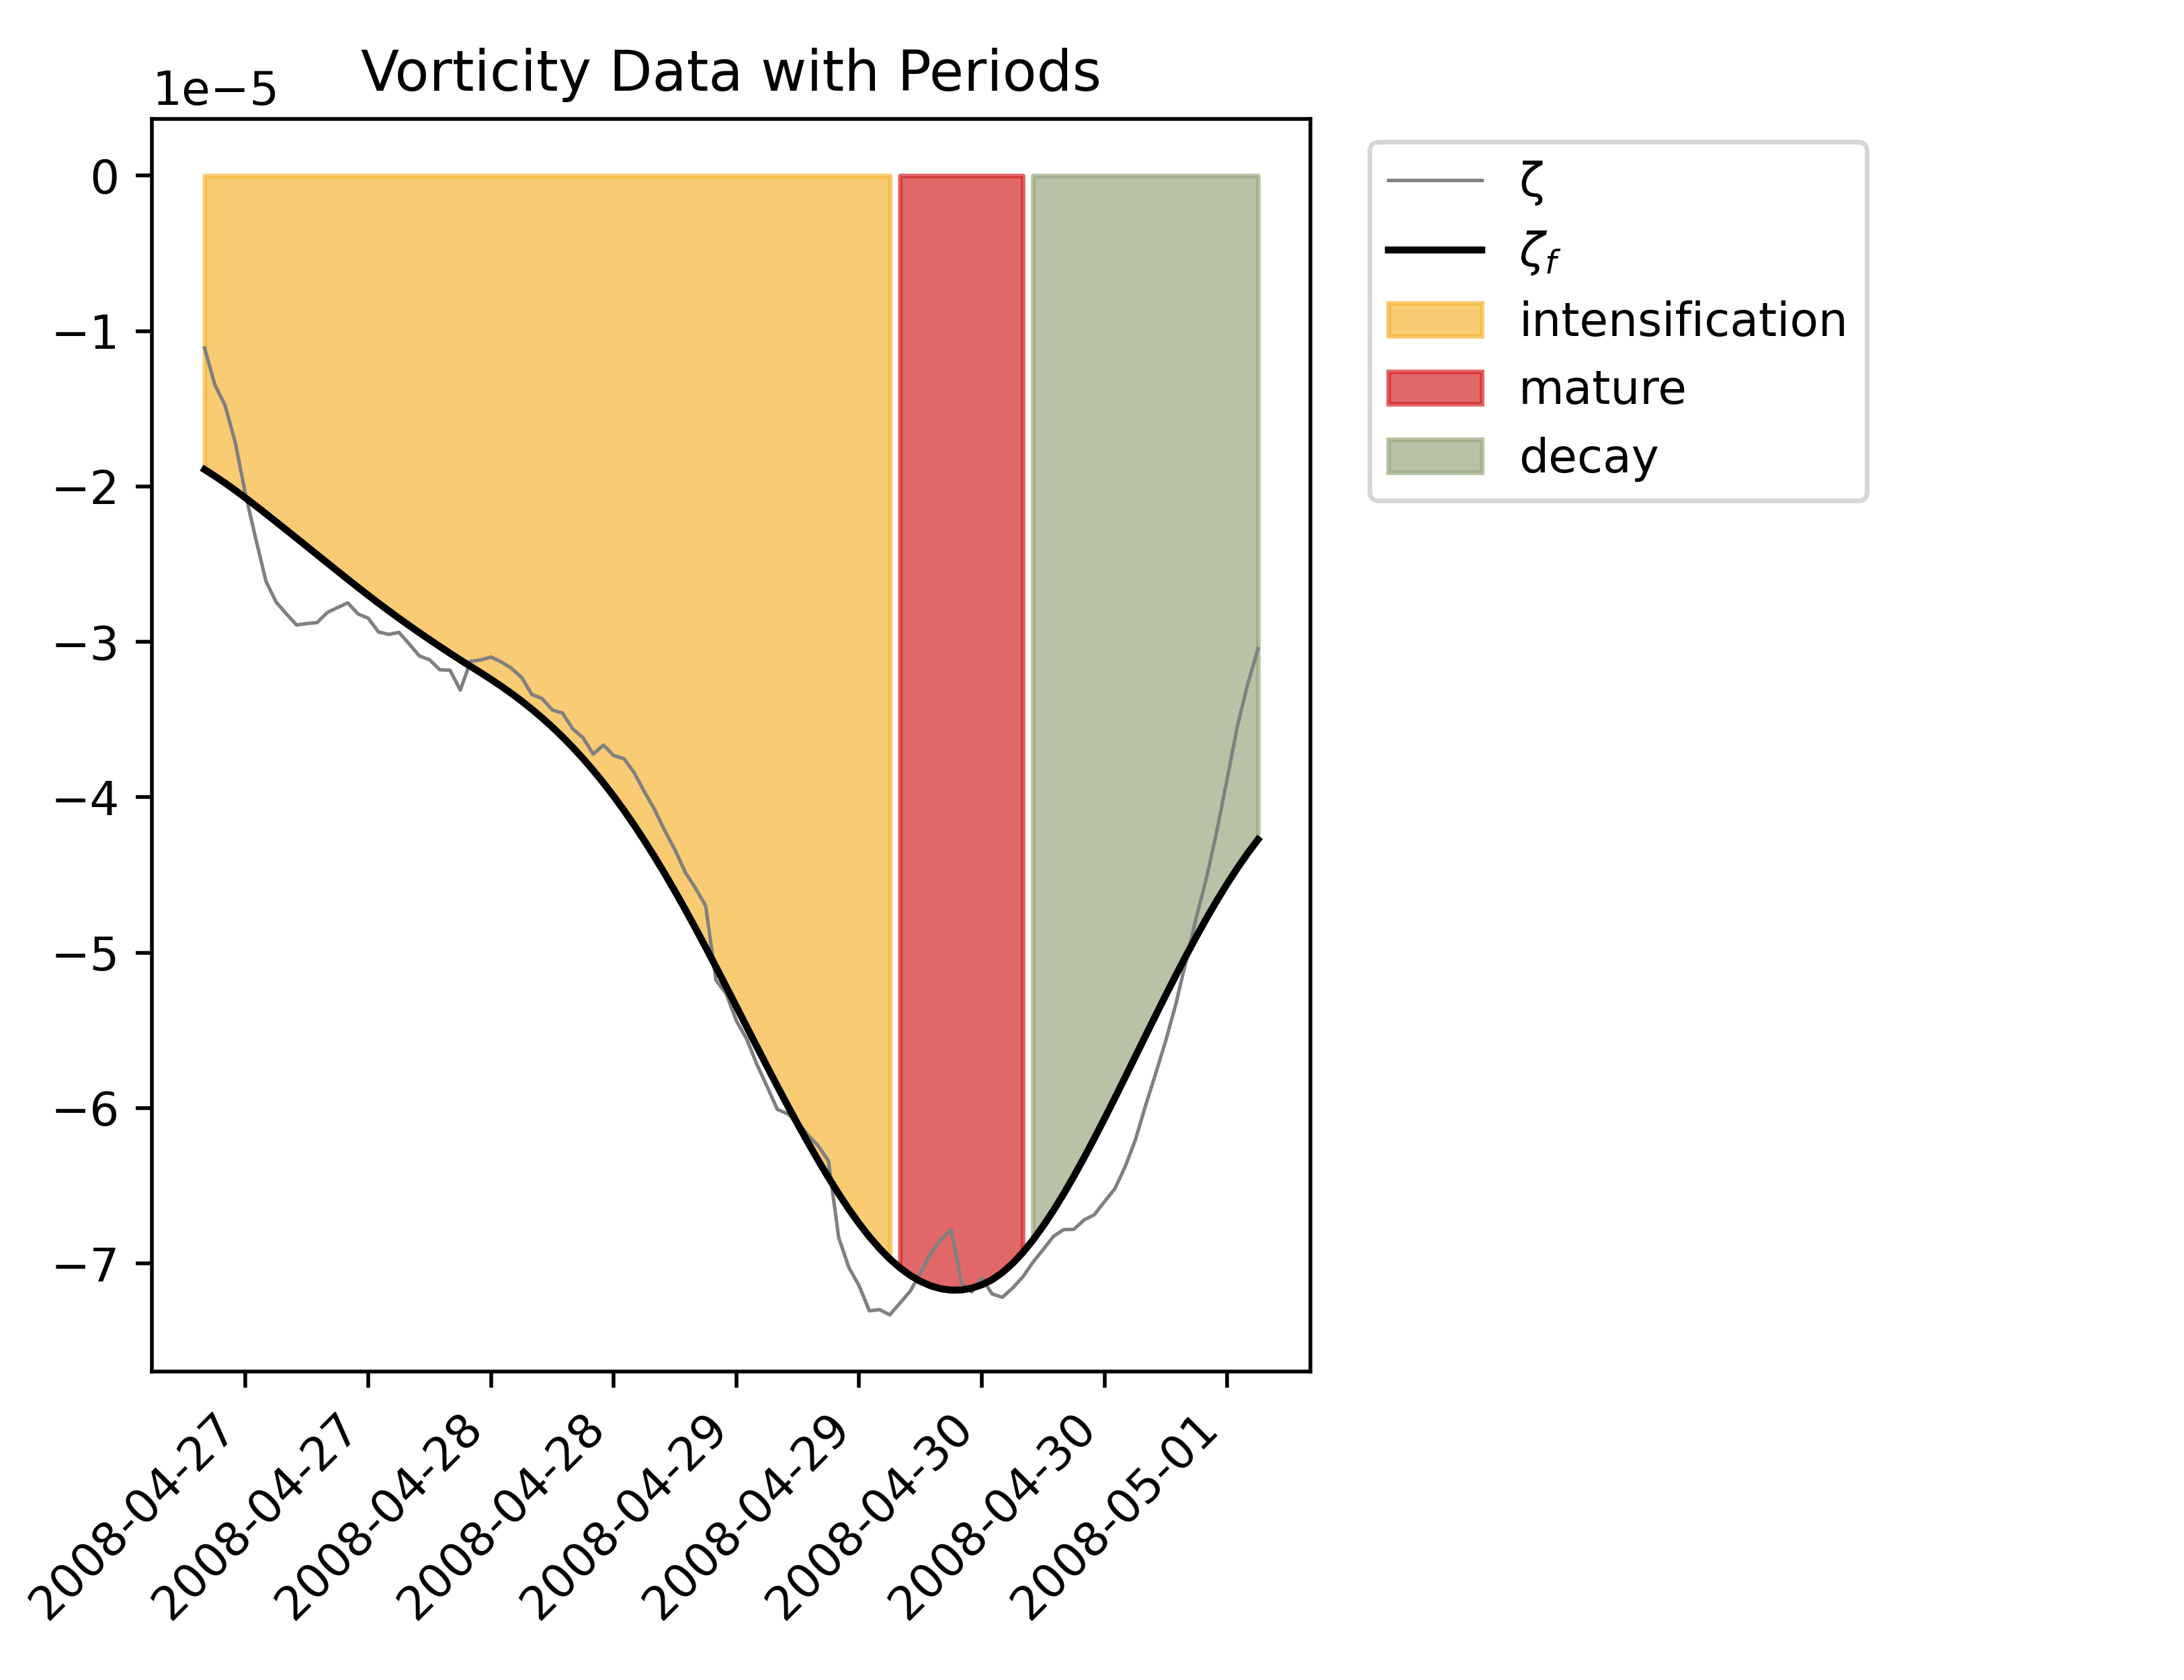 Vorticity Data with Periods
1e−5
0
−1
−2
−3
−4
−5
−6
−7
2008-04-27
2008-04-27
2008-04-28
2008-04-28
2008-04-29
2008-04-29
2008-04-30
2008-04-30
2008-05-01
ζ
ζf
intensification
mature
decay